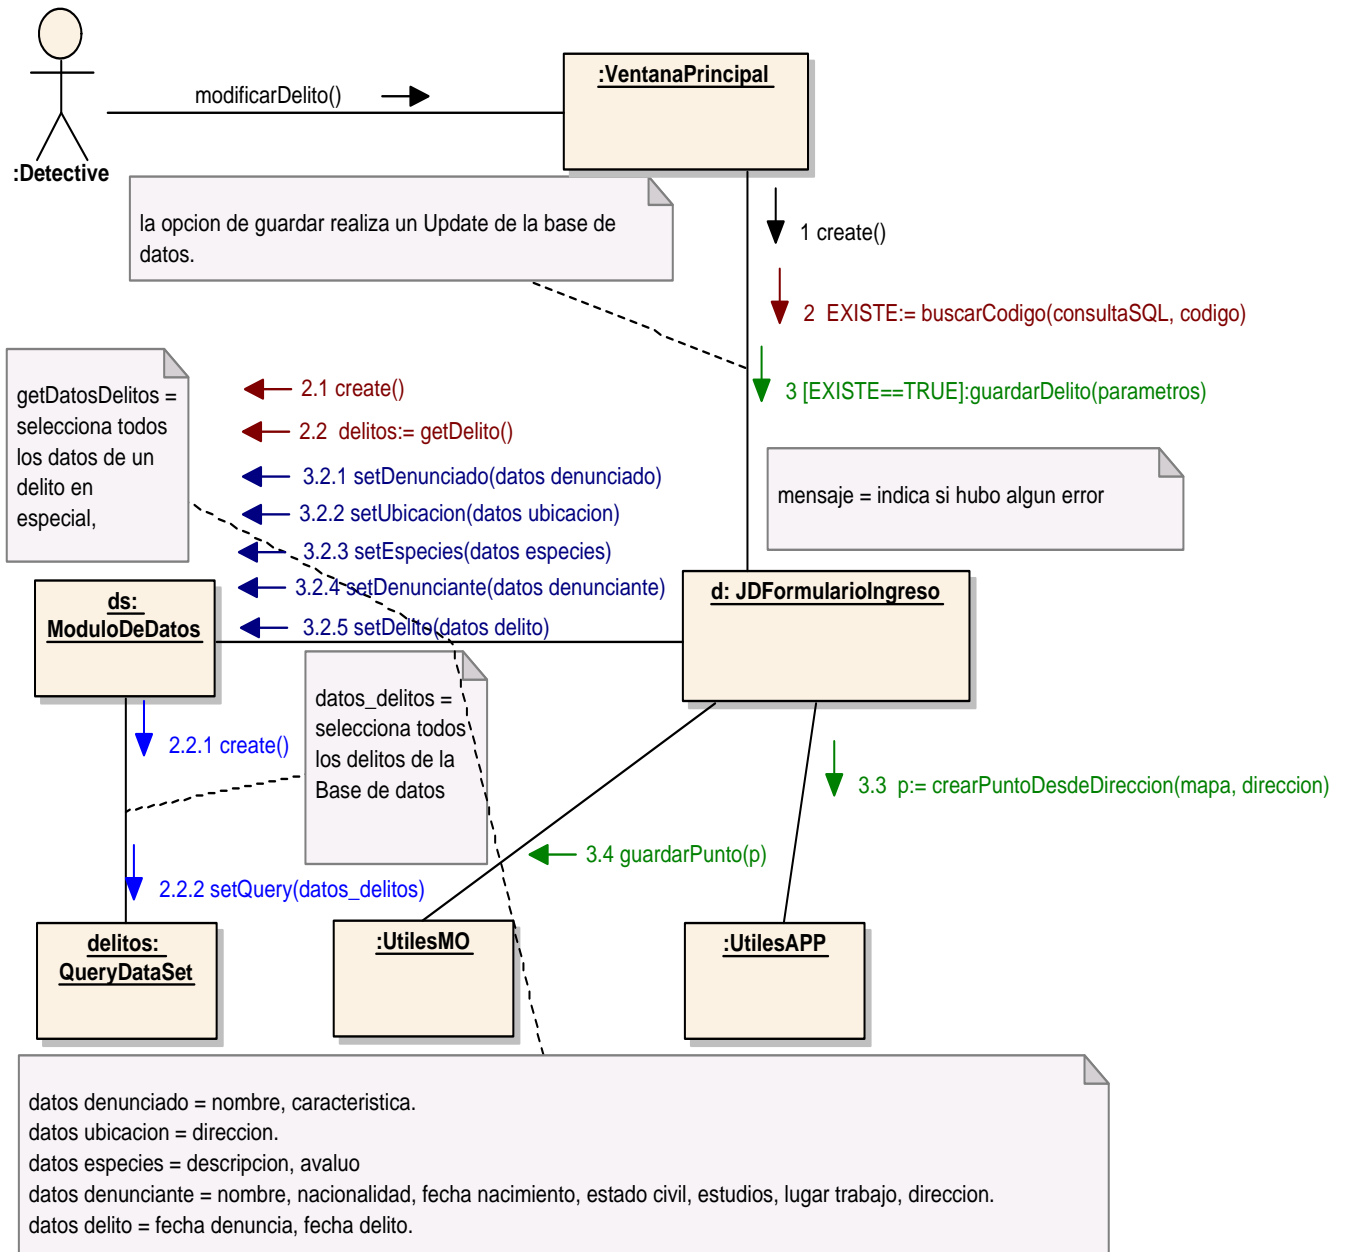 modificarDelito()
:VentanaPrincipal
:Detective
la opcion de guardar realiza un Update de la base de
datos.
1 create()
2 EXISTE:= buscarCodigo(consultaSQL, codigo)
3 [EXISTE==TRUE]:guardarDelito(parametros)
getDatosDelitos =
selecciona todos
los datos de un
delito en
especial,
2.1 create()
2.2 delitos:= getDelito()
3.2.1 setDenunciado(datos denunciado)
3.2.2 setUbicacion(datos ubicacion)
3.2.3 setEspecies(datos especies)
3.2.4 setDenunciante(datos denunciante)
3.2.5 setDelito(datos delito)
mensaje = indica si hubo algun error
ds:
ModuloDeDatos
d: JDFormularioIngreso
datos_delitos =
selecciona todos
los delitos de la
Base de datos
2.2.1 create()
3.3 p:= crearPuntoDesdeDireccion(mapa, direccion)
3.4 guardarPunto(p)
2.2.2 setQuery(datos_delitos)
delitos:
QueryDataSet
:UtilesMO
:UtilesAPP
datos denunciado = nombre, caracteristica.
datos ubicacion = direccion.
datos especies = descripcion, avaluo
datos denunciante = nombre, nacionalidad, fecha nacimiento, estado civil, estudios, lugar trabajo, direccion.
datos delito = fecha denuncia, fecha delito.